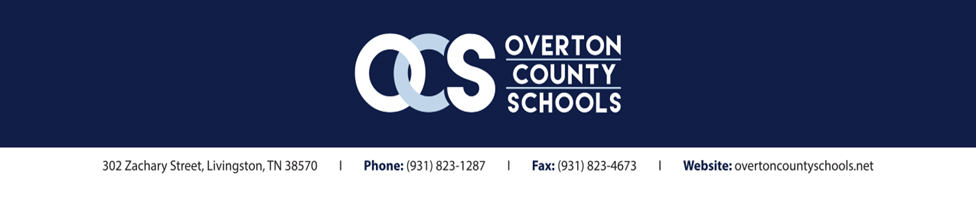 OCS
OVERTON
COUNTY
SCHOOLS
302 Zachary Street, Livingston, TN 38570 | Phone: (931) 823-1287 | Fax: (931) 823-4673 | Website: overtoncountyschools.net